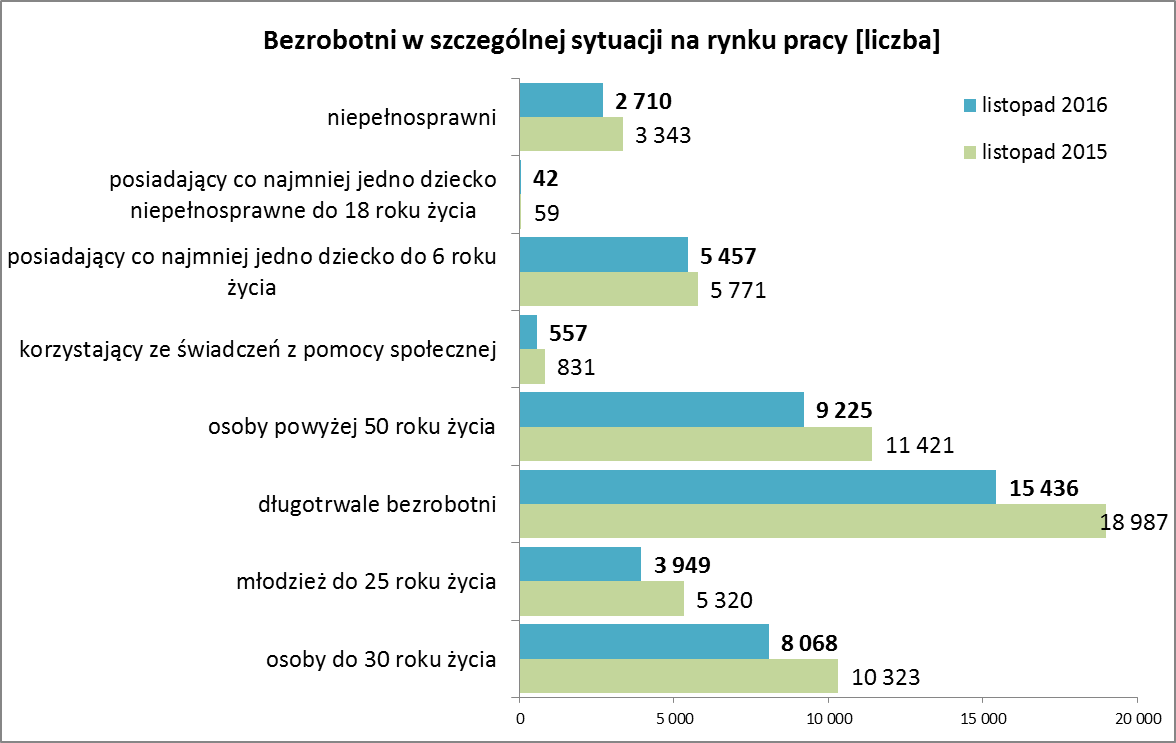 Bezrobotni w szczególnej sytuacji na rynku pracy [liczba]
listopad 2016
listopad 2015
niepełnosprawni
2 710
3 343
posiadający co najmniej jedno dziecko
niepełnosprawne do 18 roku życia
42
59
posiadający co najmniej jedno dziecko do 6 roku
życia
5 457
5 771
korzystający ze świadczeń z pomocy społecznej
557
831
osoby powyżej 50 roku życia
9 225
11 421
długotrwale bezrobotni
15 436
18 987
młodzież do 25 roku życia
3 949
5 320
osoby do 30 roku życia
8 068
10 323
0 5 000 10 000 15 000 20 000